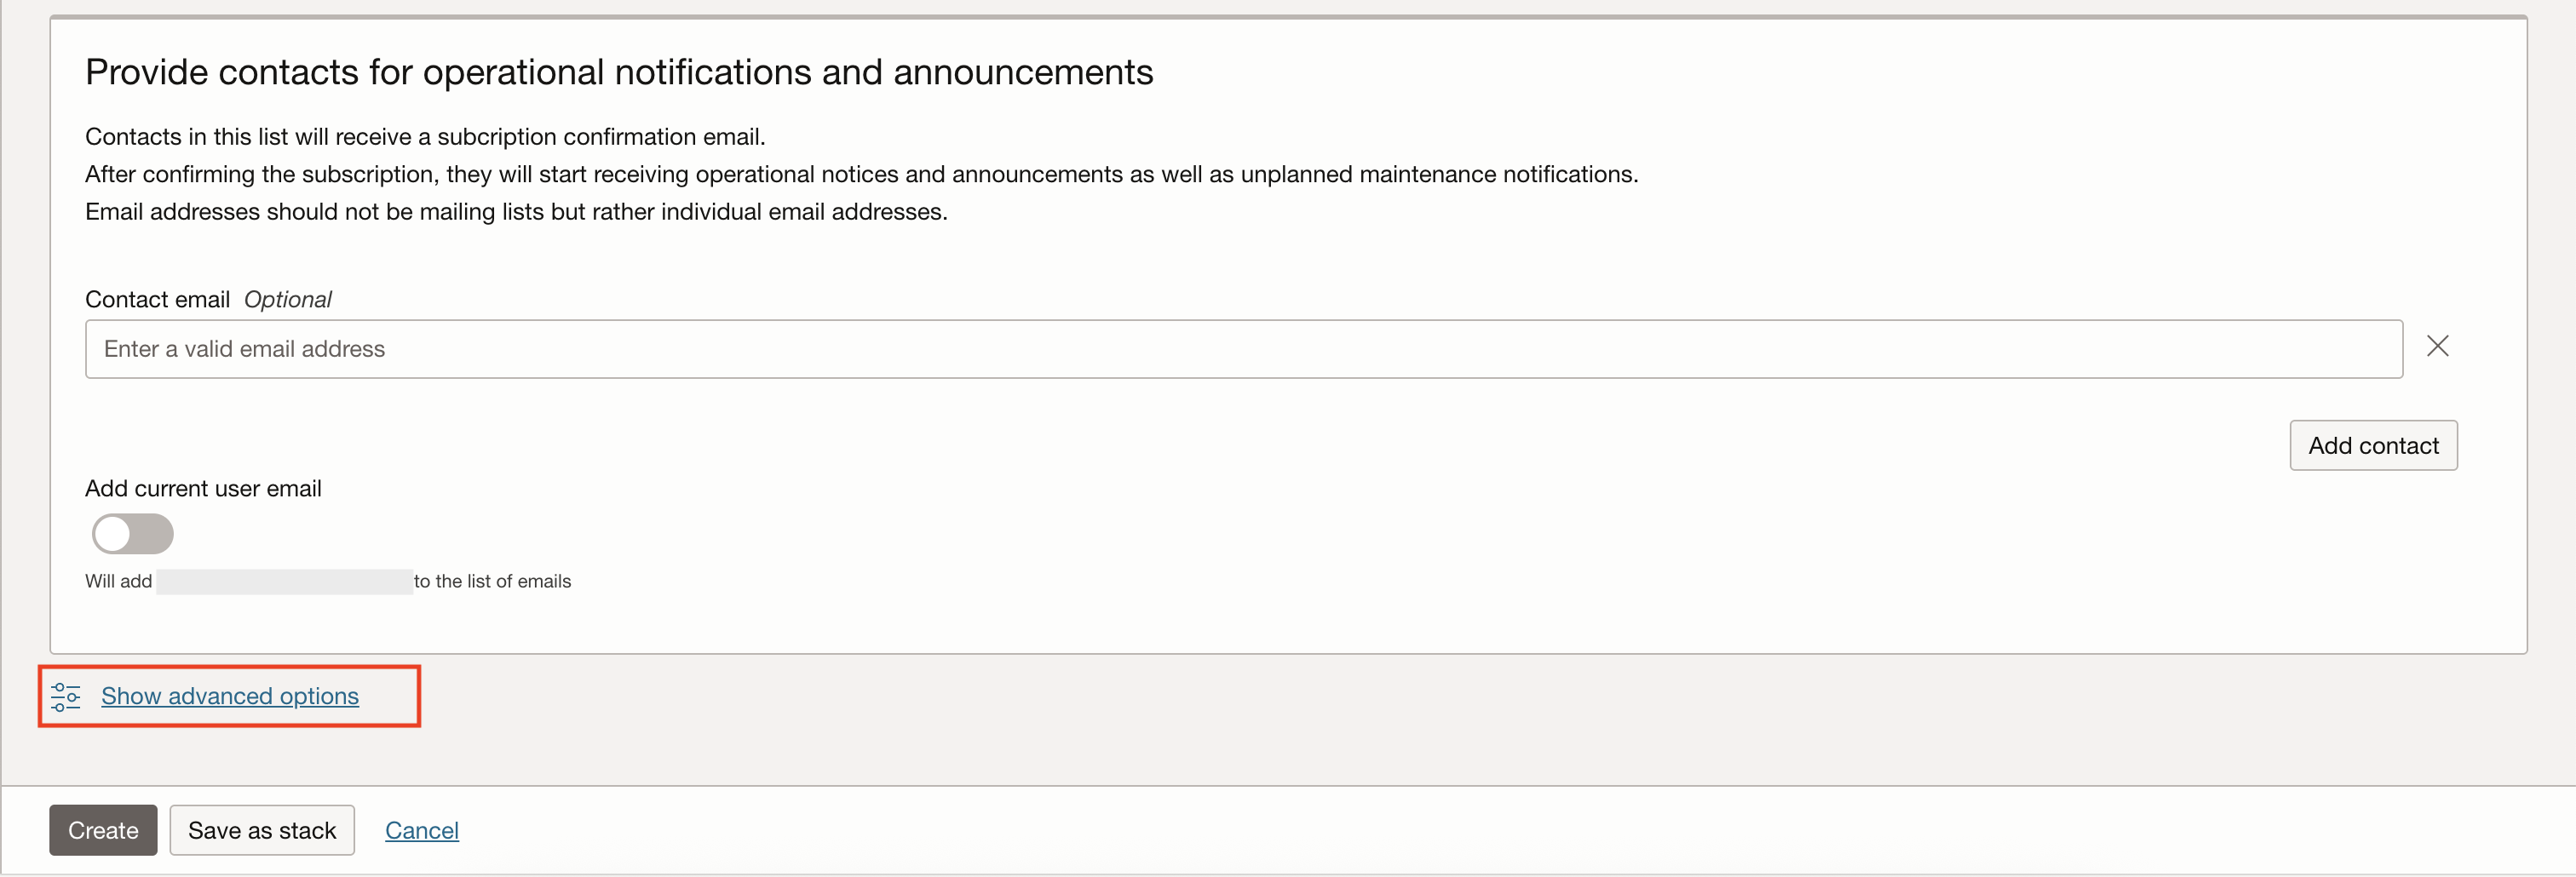 Provide contacts for operational notifications and announcements
Contacts in this list will receive a subcription confirmation email.
After confirming the subscription, they will start receiving operational notices and announcements as well as unplanned maintenance notifications.
Email addresses should not be mailing lists but rather individual email addresses.
Contact email Optional
Enter a valid email address
Add contact
Add current user email
Will add to the list of emails
Show advanced options
Create Save as stack Cancel